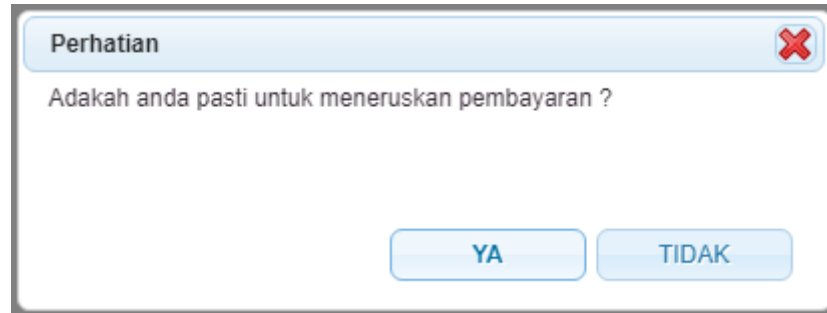 Perhatian
Adakah anda pasti untuk meneruskan pembayaran ?
YA
TIDAK